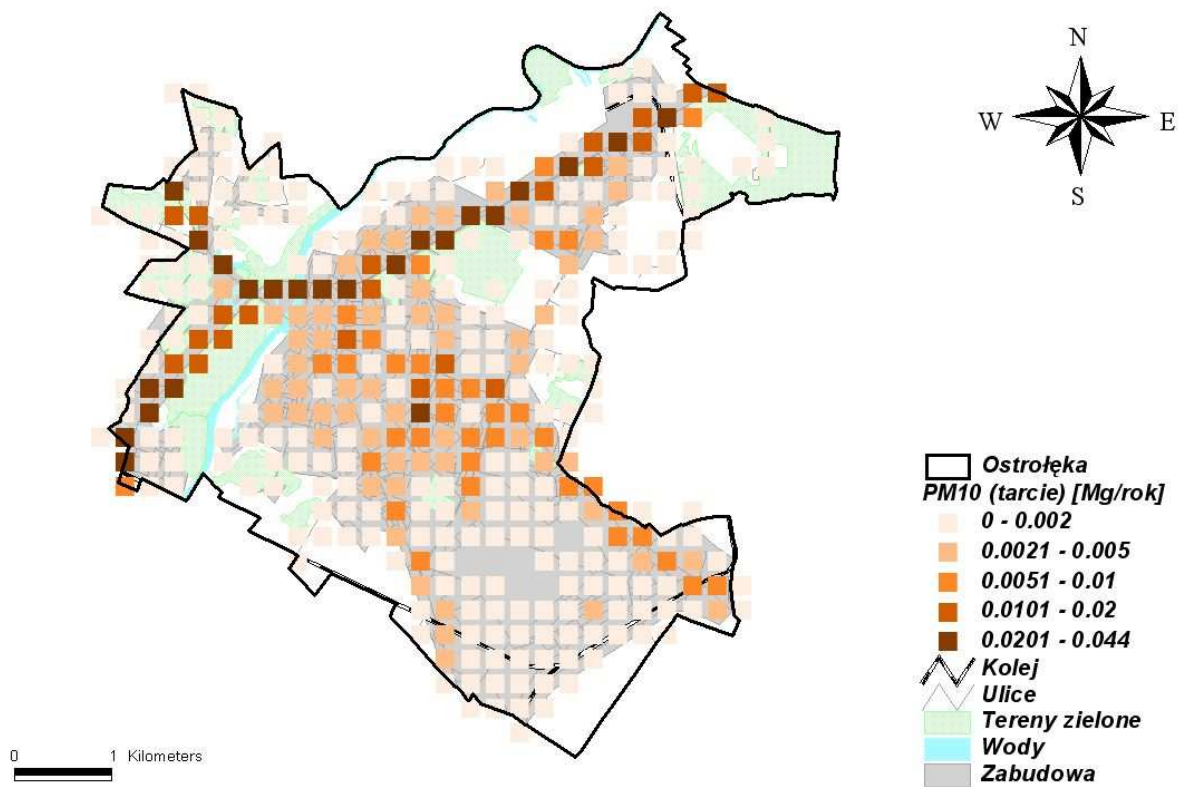 N
W E
S
Ostrołęka
PM10 (tarcie) [Mg/rok]
0 - 0.002
0.0021 - 0.005
0.0051 - 0.01
0.0101 - 0.02
0.0201 - 0.044
Kolej
Ulice
Tereny zielone
Wody
Zabudowa
0 1 Kilometers